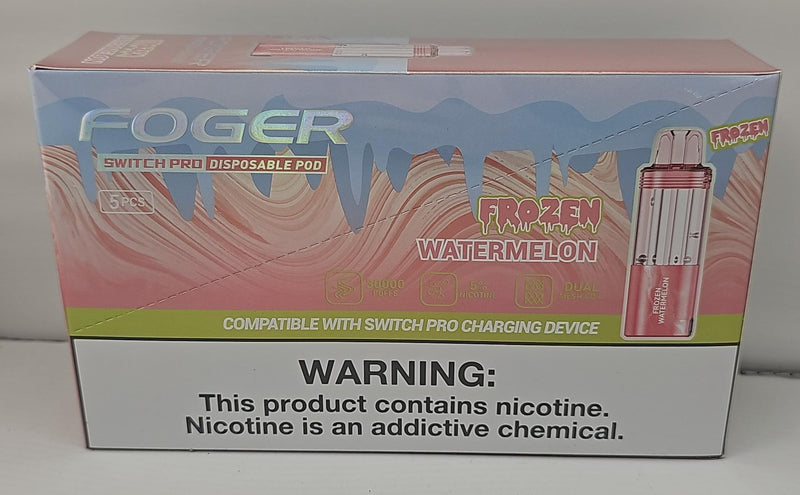 FOGER
SWITCH PRO DISPOSABLE POD
5 PCS
FROZEN
WATERMELON
FROZEN
FROZEN
WATERMELON
30000
PUFFS
5%
NICOTINE
DUAL
MESH COIL
COMPATIBLE WITH SWITCH PRO CHARGING DEVICE
WARNING:
This product contains nicotine.
Nicotine is an addictive chemical.